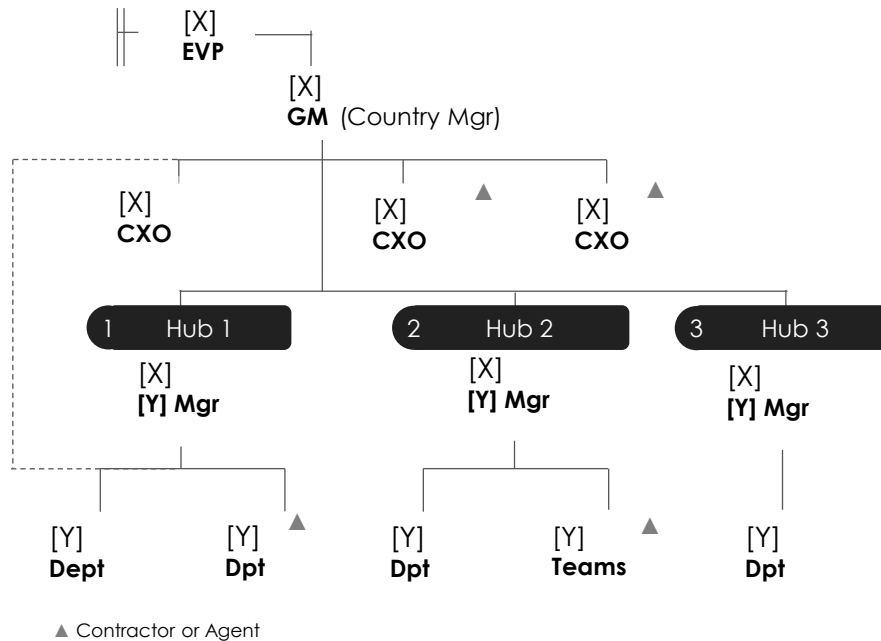 [X]
EVP
[X]
GM (Country Mgr)
[X]
CXO
[X]
CXO
[X]
CXO
1 Hub 1
2 Hub 2
3 Hub 3
[X]
[Y] Mgr
[X]
[Y] Mgr
[X]
[Y] Mgr
[Y]
Dept
[Y]
Dpt
[Y]
Dpt
[Y]
Teams
[Y]
Dpt
▲ Contractor or Agent